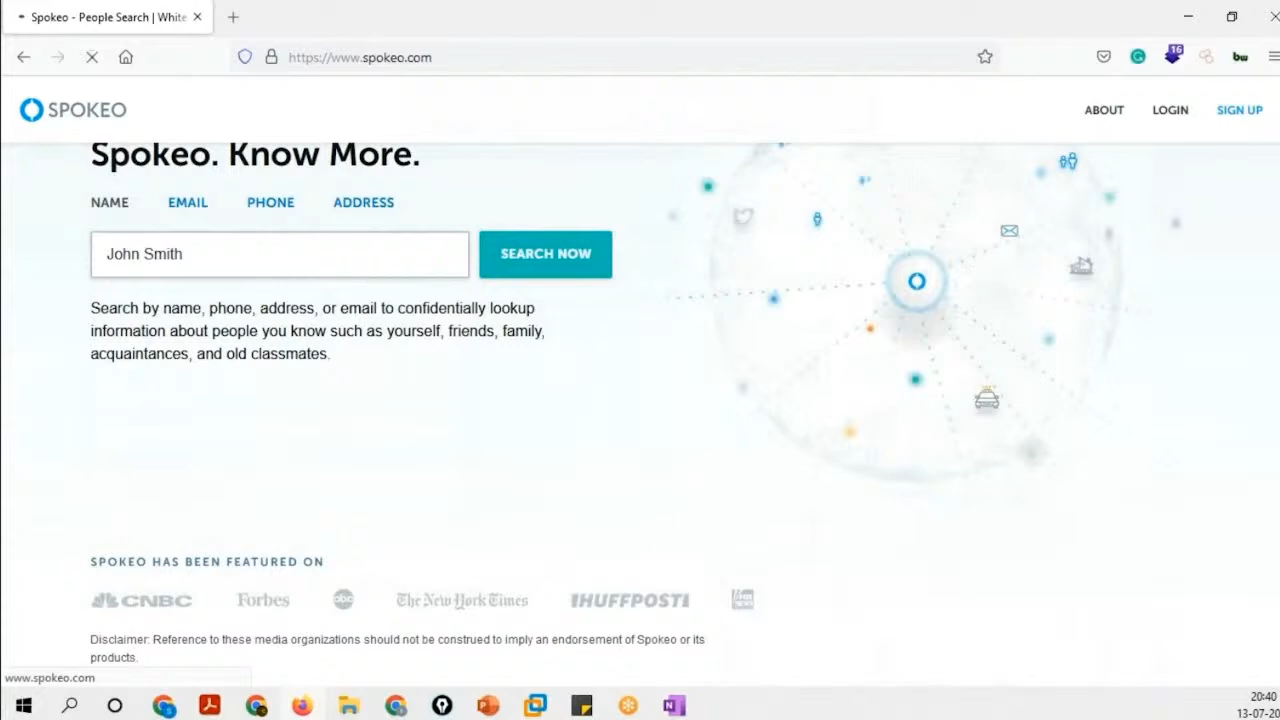 Spokeo - People Search | White
https://www.spokeo.com
16
bw
SPOKEO
ABOUT
LOGIN
SIGN UP
Spokeo. Know More.
NAME
EMAIL
PHONE
ADDRESS
John Smith
SEARCH NOW
Search by name, phone, address, or email to confidentially lookup
information about people you know such as yourself, friends, family,
acquaintances, and old classmates.
SPOKEO HAS BEEN FEATURED ON
CNBC
Forbes
abc
The New York Times
IHUFFPOSTI
Disclaimer: Reference to these media organizations should not be construed to imply an endorsement of Spokeo or its
products.
www.spokeo.com
20:40
13-07-20